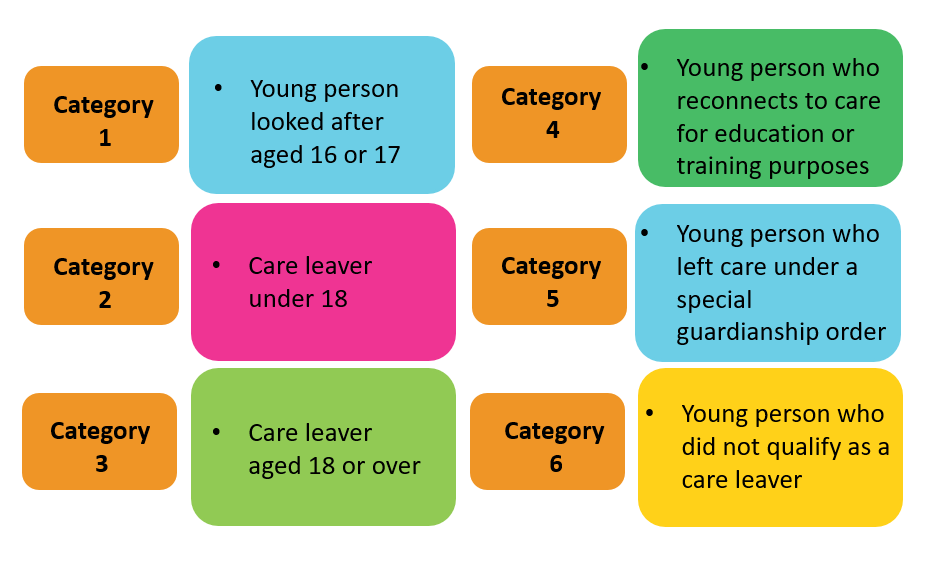 Category
1
• Young person
looked after
aged 16 or 17
Category
2
• Care leaver
under 18
Category
3
• Care leaver
aged 18 or over
Category
4
• Young person who
reconnects to care
for education or
training purposes
Category
5
• Young person who
left care under a
special
guardianship order
Category
6
• Young person who
did not qualify as a
care leaver